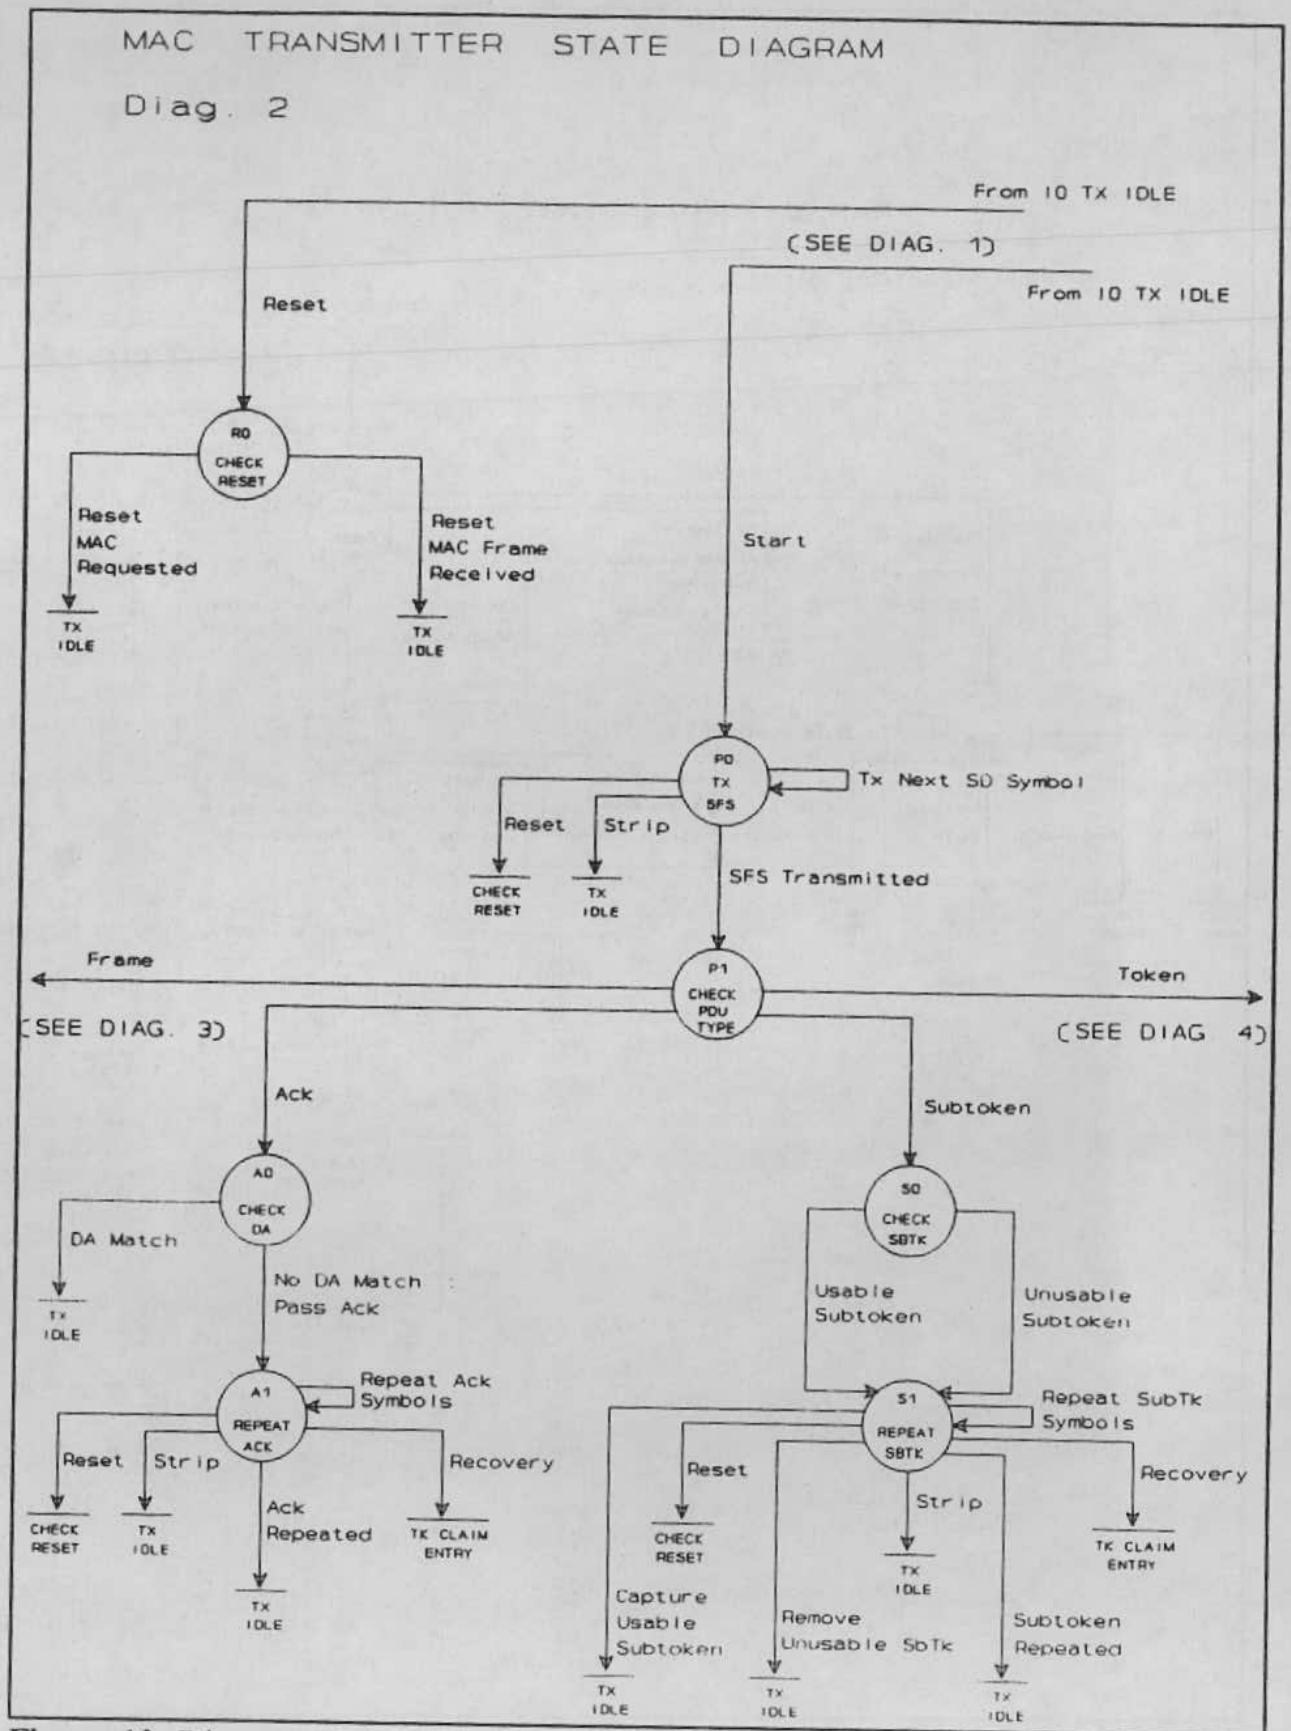 MAC TRANSMITTER STATE DIAGRAM
Diag. 2
From IO TX IDLE
(SEE DIAG. 1)
From IO TX IDLE
Reset
R0
CHECK
RESET
Reset
MAC
Requested
Reset
MAC Frame
Received
Start
TX
IDLE
TX
IDLE
P0
TX
SFS
Tx Next SD Symbol
Reset
Strip
SFS Transmitted
CHECK
RESET
TX
IDLE
Frame
P1
CHECK
PDU
TYPE
Token
(SEE DIAG. 3)
(SEE DIAG 4)
Ack
Subtoken
A0
CHECK
DA
S0
CHECK
SBTK
DA Match
No DA Match :
Pass Ack
Usable
Subtoken
Unusable
Subtoken
TX
IDLE
A1
REPEAT
ACK
Repeat Ack
Symbols
S1
REPEAT
SBTK
Repeat SubTk
Symbols
Reset
Strip
Ack
Repeated
Recovery
Reset
Strip
Recovery
CHECK
RESET
TX
IDLE
TK CLAIM
ENTRY
CHECK
RESET
TX
IDLE
TK CLAIM
ENTRY
TX
IDLE
Capture
Usable
Subtoken
Remove
Unusable SbTk
Subtoken
Repeated
TX
IDLE
TX
IDLE
TX
IDLE